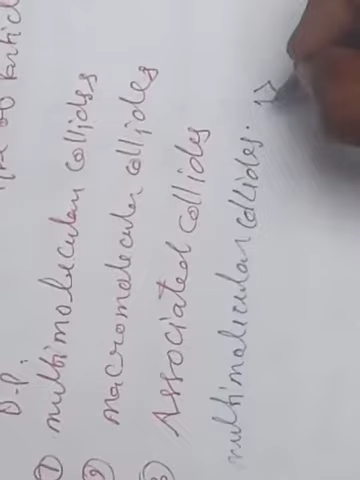 D.P.
① multimolecular collides
② macromolecular collides
③ Associated collides
multimolecular collides. ⇒